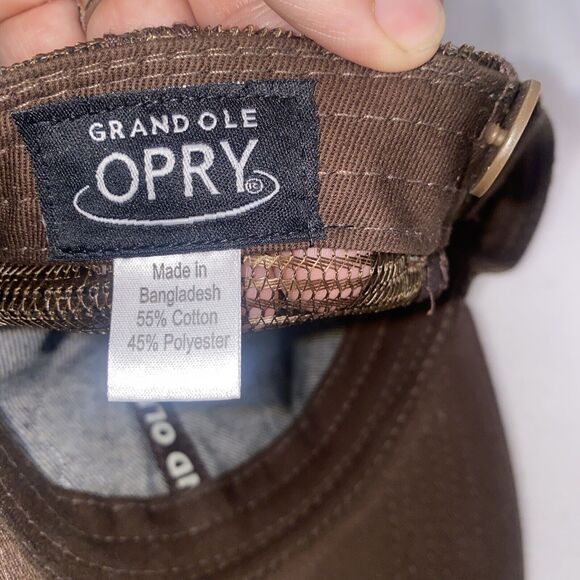 GRAND OLE
OPRY
Made in
Bangladesh
55% Cotton
45% Polyester